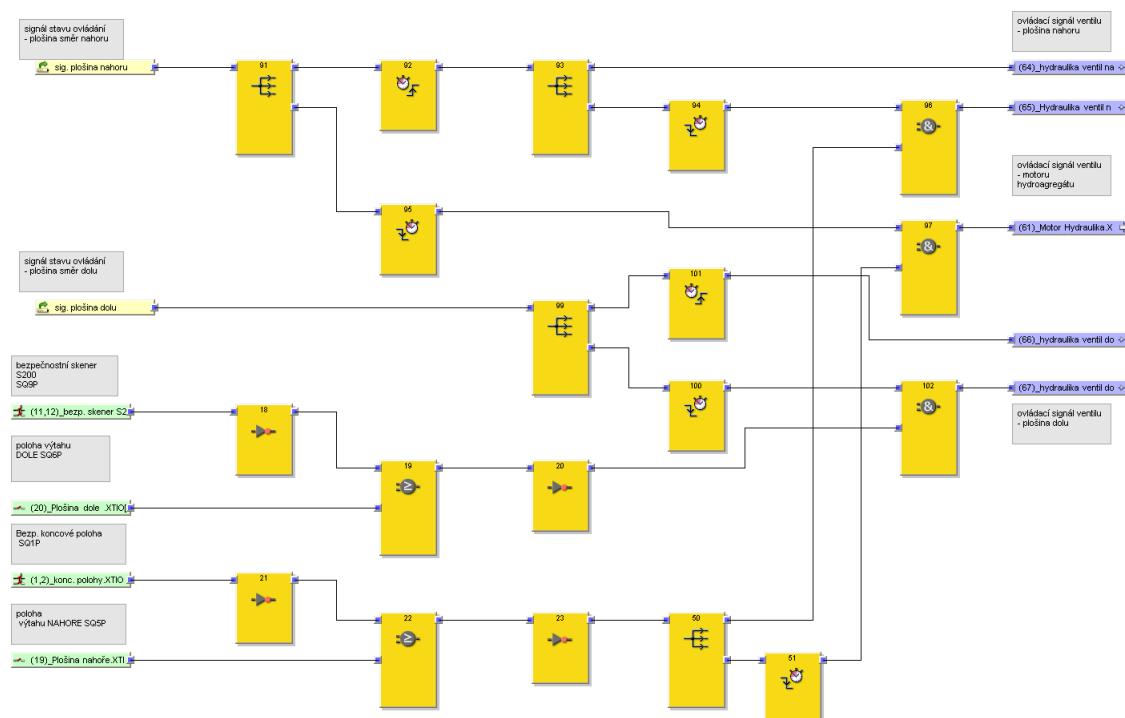 signál stavu ovládání
- plošina směr nahoru
ovládací signál ventilu
- plošina
nahoru
sig. plošina nahoru
91
92
93
(64)_hydraulika ventil na
94
96
(65)_Hydraulika ventil n
ovládací signál ventilu
- motoru
hydroagregátu
95
97
(61)_Motor Hydraulika.X
signál stavu ovládání
- plošina směr dolu
101
sig. plošina dolu
99
(66)_hydraulika ventil do
bezpečnostní skener
S200
SQ9P
100
102
(67)_hydraulika ventil do
(11,12)_bezp. skener S2
18
ovládací signál ventilu
- plošina dolu
poloha výtahu
DOLE SQ6P
19
20
(20)_Plošina dole .XTIO[
Bezp. koncové poloha
SQ1P
(1,2)_konc. polohy.XTIO
21
poloha
výtahu NAHORE SQ5P
22
23
50
(19)_Plošina nahoře.XTI
51
&
&
&
≥
≥